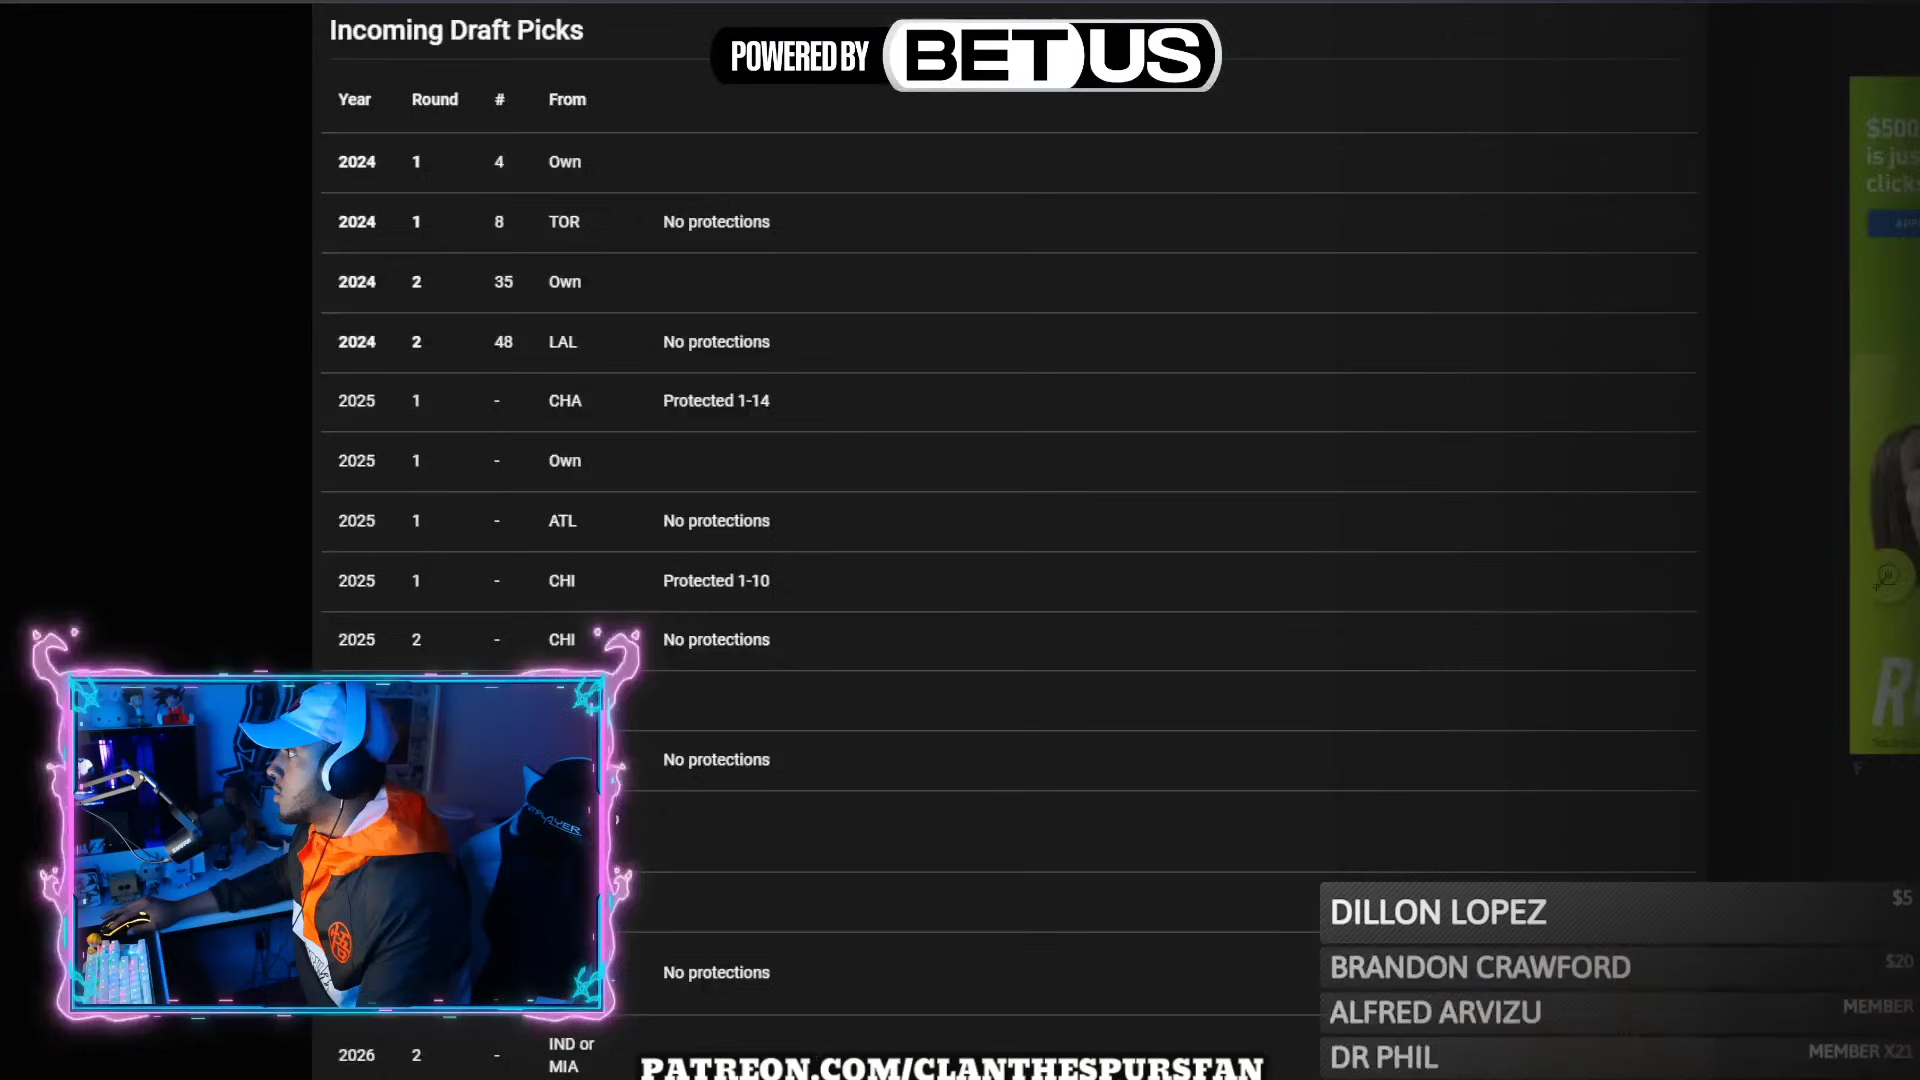 Incoming Draft Picks
POWERED BY BETUS
Year Round # From
2024 1 4 Own
2024 1 8 TOR No protections
2024 2 35 Own
2024 2 48 LAL No protections
2025 1 - CHA Protected 1-14
2025 1 - Own
2025 1 - ATL No protections
2025 1 - CHI Protected 1-10
2025 2 - CHI No protections
No protections
No protections
2026 2 - IND or
MIA
$500
is jus
clicks
DILLON LOPEZ $5
BRANDON CRAWFORD $20
ALFRED ARVIZU MEMBER
DR PHIL MEMBER X21
PATREON.COM/CLANTHESPURSFAN